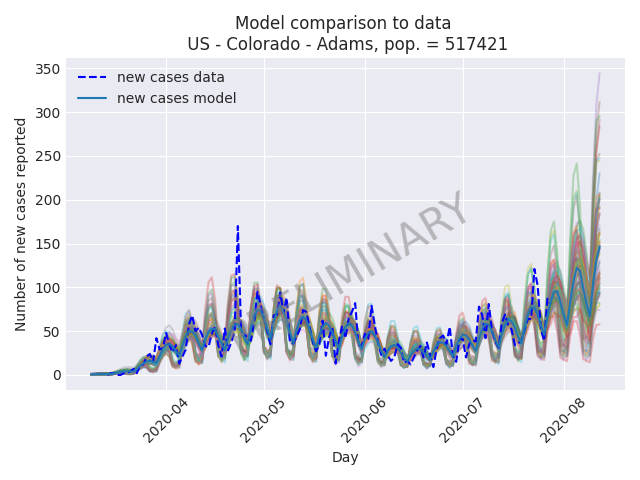 Model comparison to data
US - Colorado - Adams, pop. = 517421
new cases data
new cases model
PRELIMINARY
Number of new cases reported
350
300
250
200
150
100
50
0
2020-04
2020-05
2020-06
2020-07
2020-08
Day